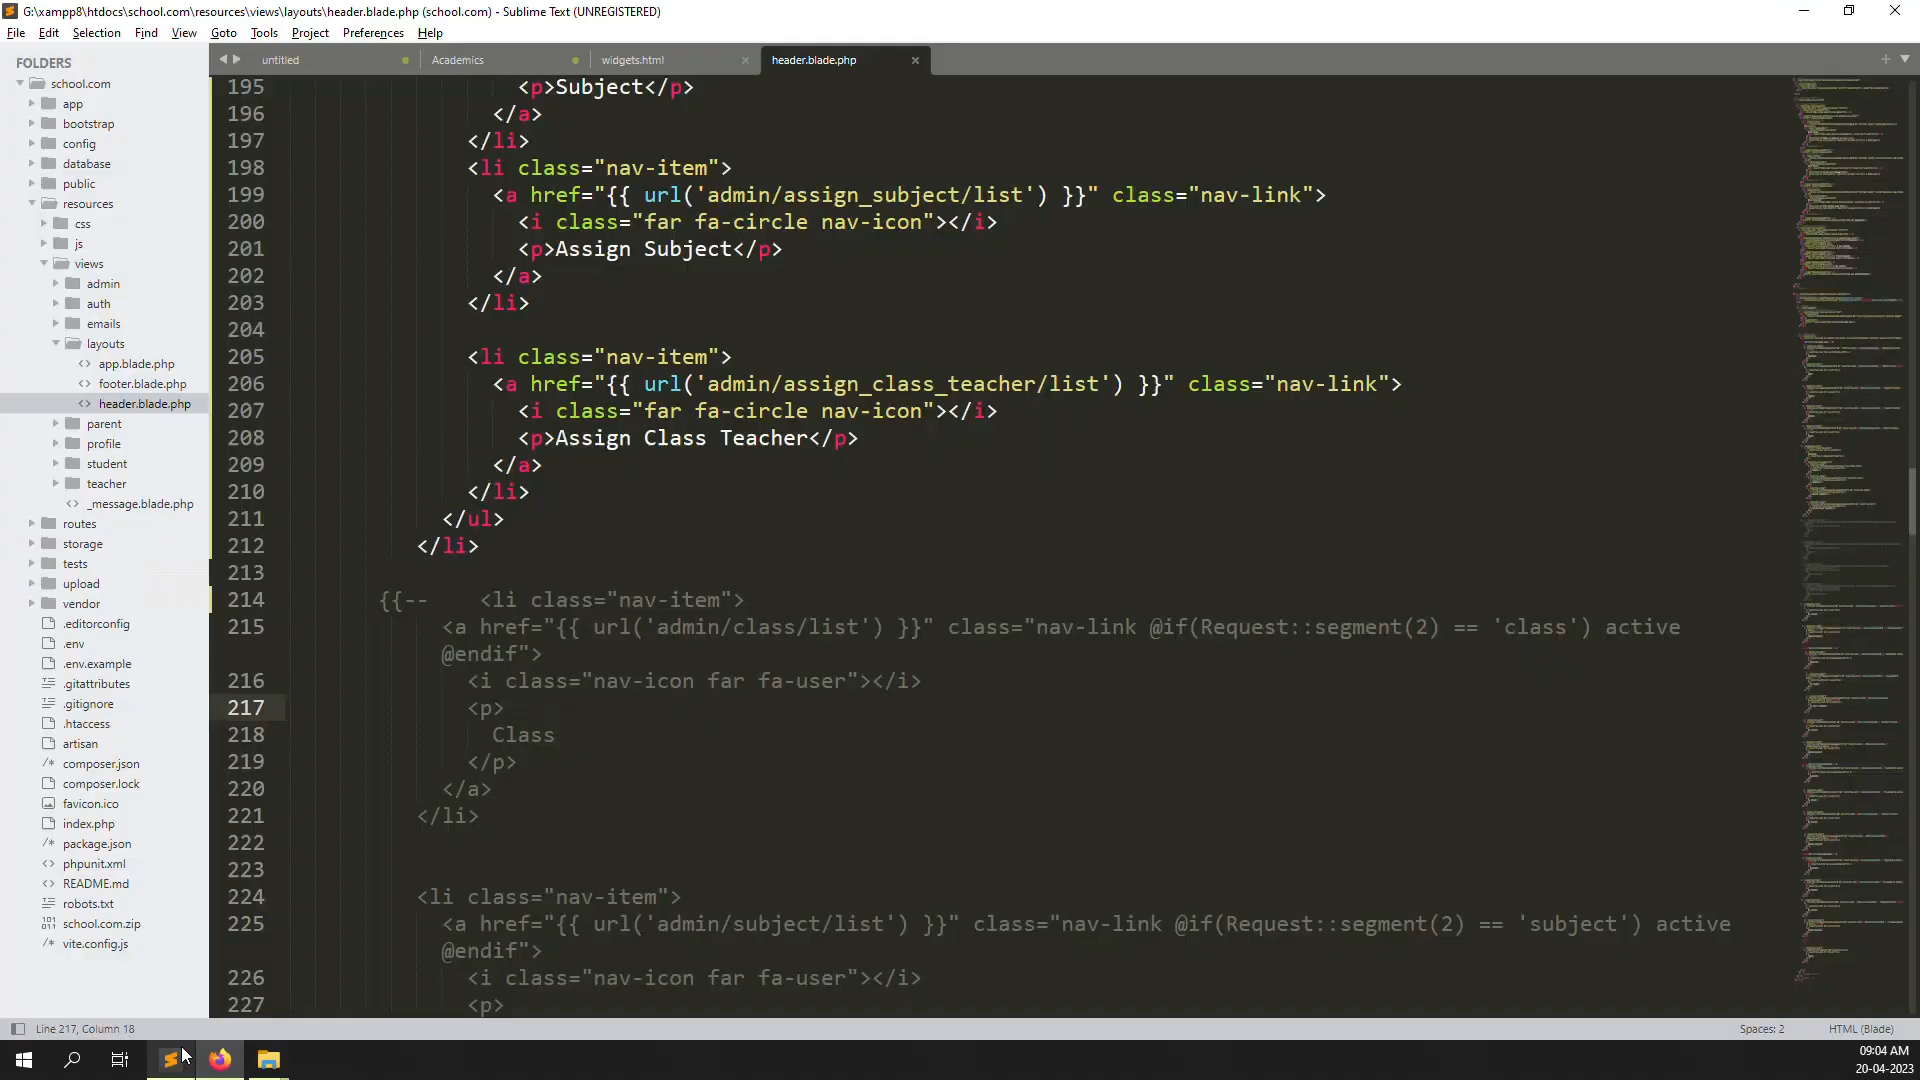 G:\xampp8\htdocs\school.com\resources\views\layouts\header.blade.php (school.com) - Sublime Text (UNREGISTERED)
File Edit Selection Find View Goto Tools Project Preferences Help
FOLDERS
school.com
app
bootstrap
config
database
public
resources
css
js
views
admin
auth
emails
layouts
app.blade.php
footer.blade.php
header.blade.php
parent
profile
student
teacher
_message.blade.php
routes
storage
tests
upload
vendor
.editorconfig
.env
.env.example
.gitattributes
.gitignore
.htaccess
artisan
composer.json
composer.lock
favicon.ico
index.php
package.json
phpunit.xml
README.md
robots.txt
school.com.zip
vite.config.js
untitled Academics widgets.html header.blade.php
195 <p>Subject</p>
196 </a>
197 </li>
198 <li class="nav-item">
199 <a href="{{ url('admin/assign_subject/list') }}" class="nav-link">
200 <i class="far fa-circle nav-icon"></i>
201 <p>Assign Subject</p>
202 </a>
203 </li>
204
205 <li class="nav-item">
206 <a href="{{ url('admin/assign_class_teacher/list') }}" class="nav-link">
207 <i class="far fa-circle nav-icon"></i>
208 <p>Assign Class Teacher</p>
209 </a>
210 </li>
211 </ul>
212 </li>
213
214 {{-- <li class="nav-item">
215 <a href="{{ url('admin/class/list') }}" class="nav-link @if(Request::segment(2) == 'class') active
@endif">
216 <i class="nav-icon far fa-user"></i>
217 <p>
218 Class
219 </p>
220 </a>
221 </li>
222
223
224 <li class="nav-item">
225 <a href="{{ url('admin/subject/list') }}" class="nav-link @if(Request::segment(2) == 'subject') active
@endif">
226 <i class="nav-icon far fa-user"></i>
227 <p>
Line 217, Column 18 Spaces: 2 HTML (Blade)
09:04 AM
20-04-2023